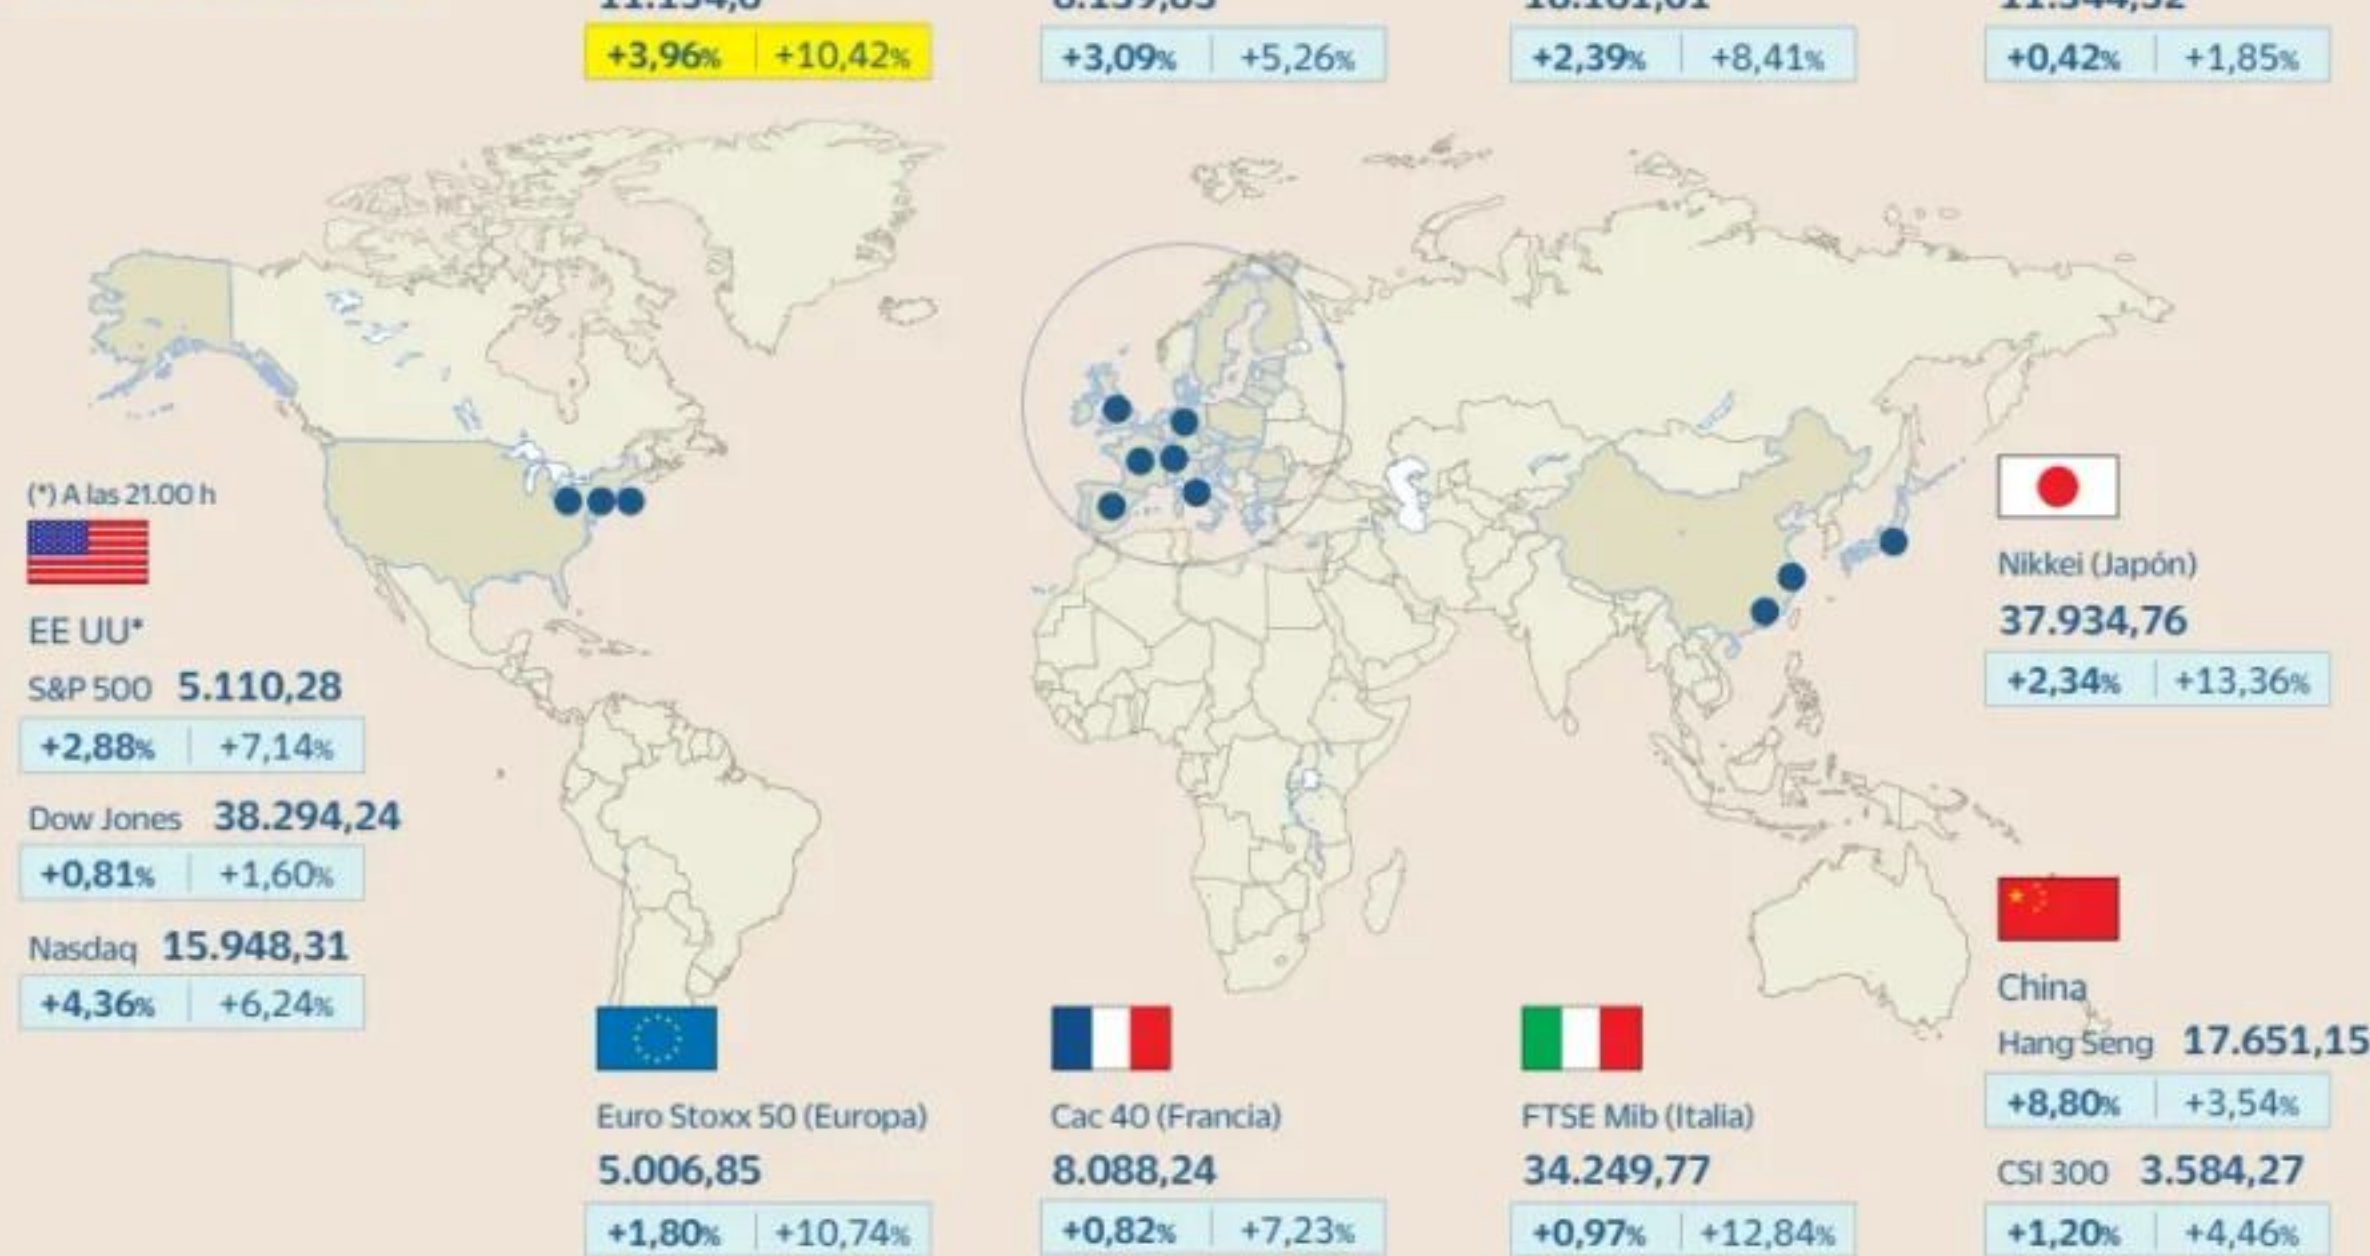 +3,96% +10,42%
+3,09% +5,26%
+2,39% +8,41%
+0,42% +1,85%
(*) A las 21.00 h
EE UU*
S&P 500 5.110,28
+2,88% +7,14%
Dow Jones 38.294,24
+0,81% +1,60%
Nasdaq 15.948,31
+4,36% +6,24%
Nikkei (Japón)
37.934,76
+2,34% +13,36%
China
Hang Seng 17.651,15
+8,80% +3,54%
CSI 300 3.584,27
+1,20% +4,46%
Euro Stoxx 50 (Europa)
5.006,85
+1,80% +10,74%
Cac 40 (Francia)
8.088,24
+0,82% +7,23%
FTSE Mib (Italia)
34.249,77
+0,97% +12,84%